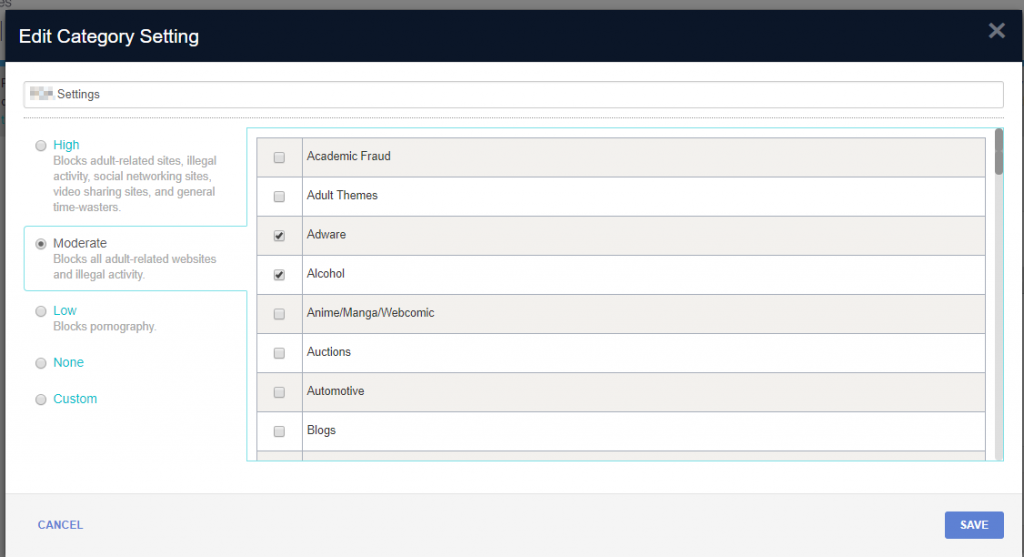 es
Edit Category Setting
Settings
High
Blocks adult-related sites, illegal
activity, social networking sites,
video sharing sites, and general
time-wasters.
Moderate
Blocks all adult-related websites
and illegal activity.
Low
Blocks pornography.
None
Custom
Academic Fraud
Adult Themes
Adware
Alcohol
Anime/Manga/Webcomic
Auctions
Automotive
Blogs
CANCEL
SAVE